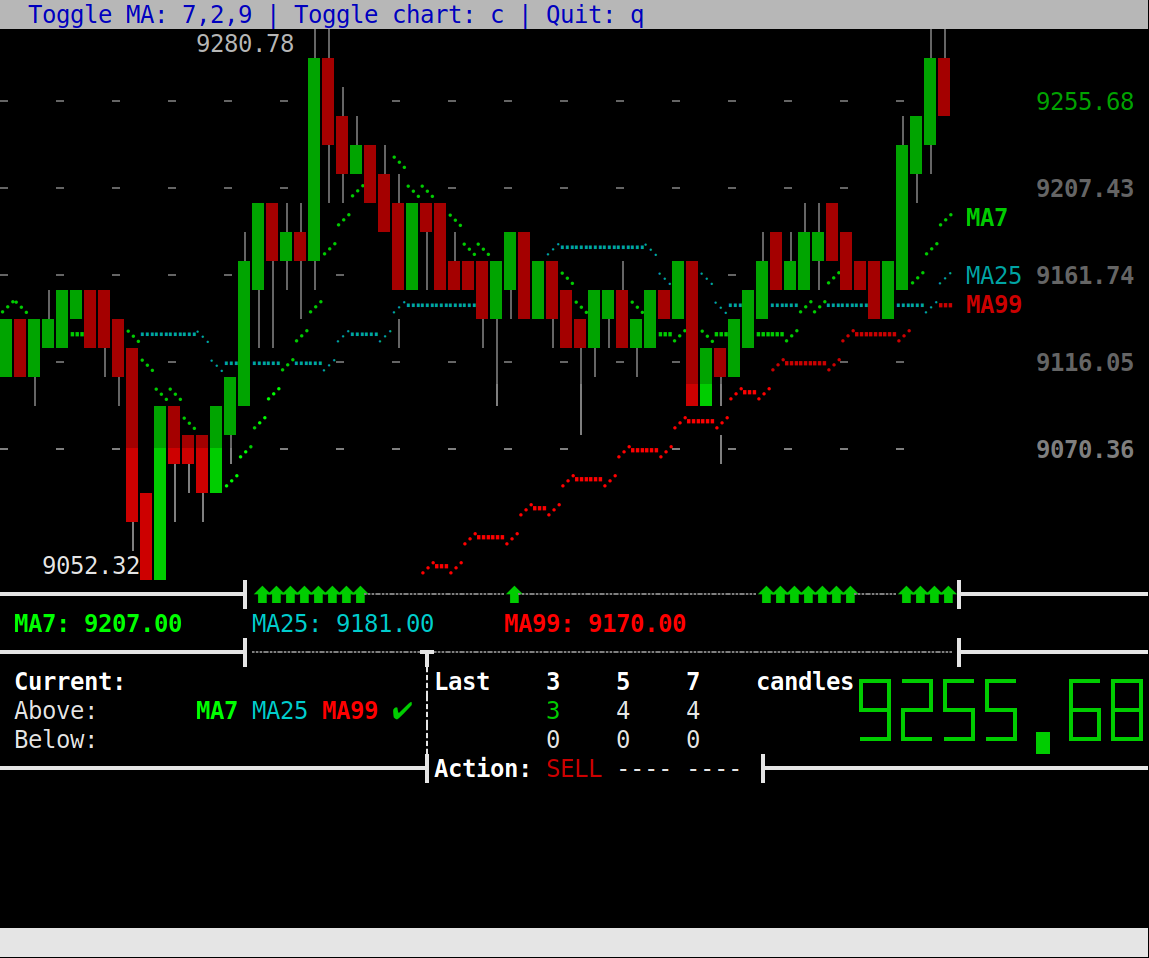 Toggle MA: 7,2,9 | Toggle chart: c | Quit: q
9280.78
9255.68
9207.43
MA7
MA25 9161.74
MA99
9116.05
9070.36
9052.32
MA7: 9207.00 MA25: 9181.00 MA99: 9170.00
Current: Last 3 5 7 candles
Above: MA7 MA25 MA99 ✔ 3 4 4 9255.68
Below: 0 0 0
Action: SELL ---- ----